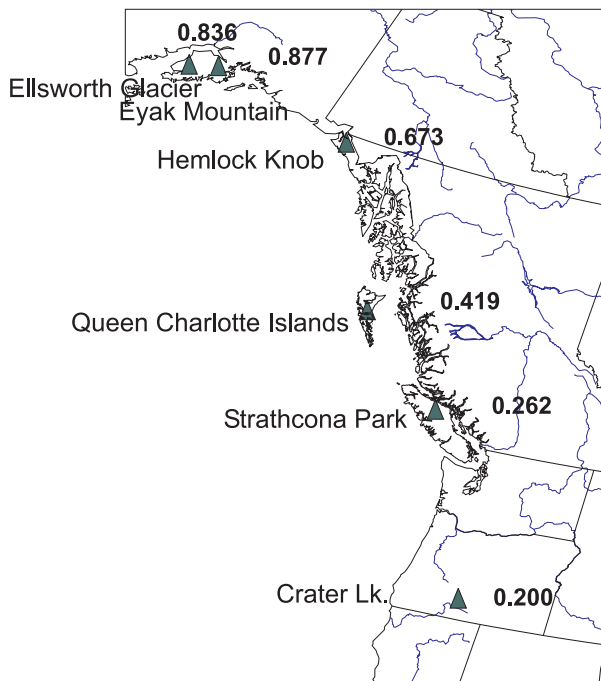 0.836
0.877
Ellsworth Glacier
Eyak Mountain
0.673
Hemlock Knob
0.419
Queen Charlotte Islands
0.262
Strathcona Park
Crater Lk.
0.200